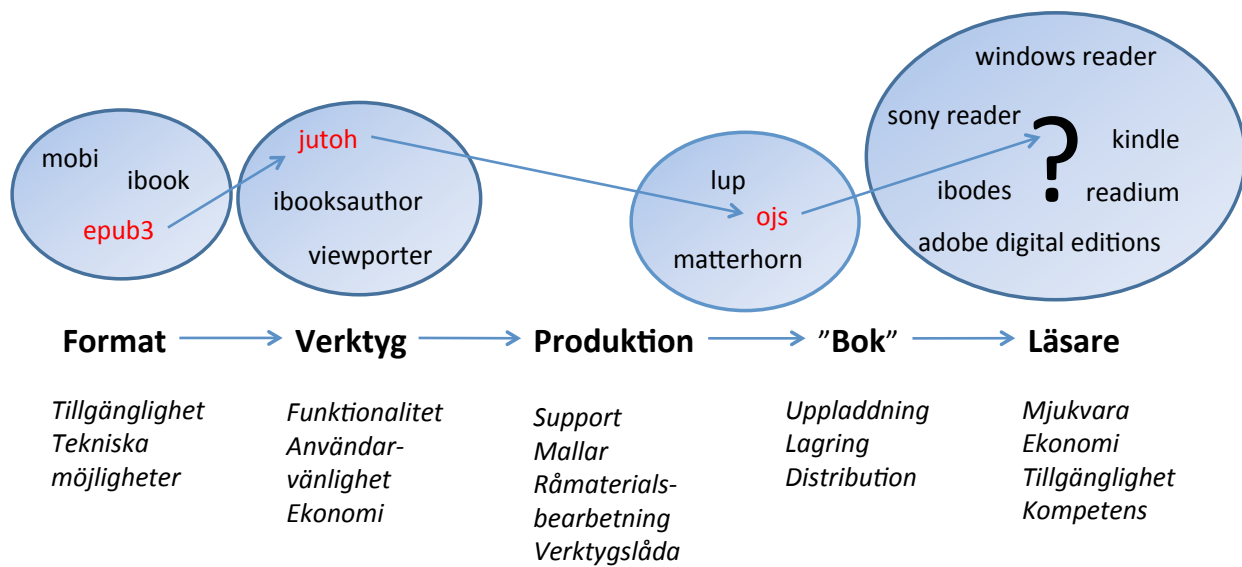 mobi
ibook
epub3
jutoh
ibooksauthor
viewporter
lup
ojs
matterhorn
windows reader
sony reader
?
kindle
ibodes
readium
adobe digital editions
Format
Verktyg
Produktion
”Bok”
Läsare
Tillgänglighet
Tekniska
möjligheter
Funktionalitet
Användar-
vänlighet
Ekonomi
Support
Mallar
Råmaterials-
bearbetning
Verktygslåda
Uppladdning
Lagring
Distribution
Mjukvara
Ekonomi
Tillgänglighet
Kompetens